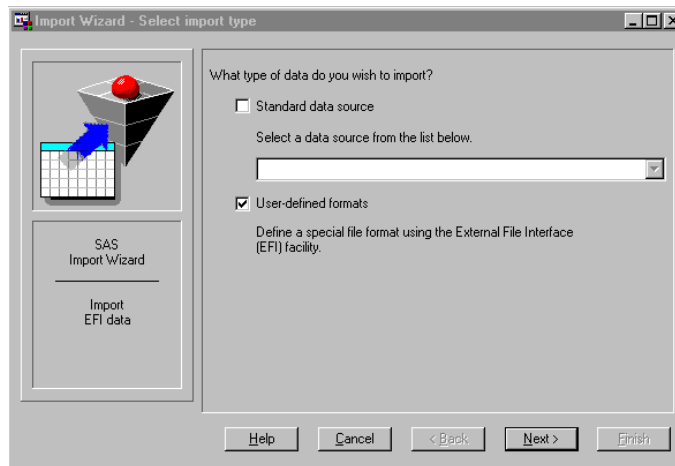 Import Wizard - Select import type
What type of data do you wish to import?
Standard data source
Select a data source from the list below.
User-defined formats
Define a special file format using the External File Interface
(EFI) facility.
SAS
Import Wizard
Import
EFI data
Help
Cancel
< Back
Next >
Finish